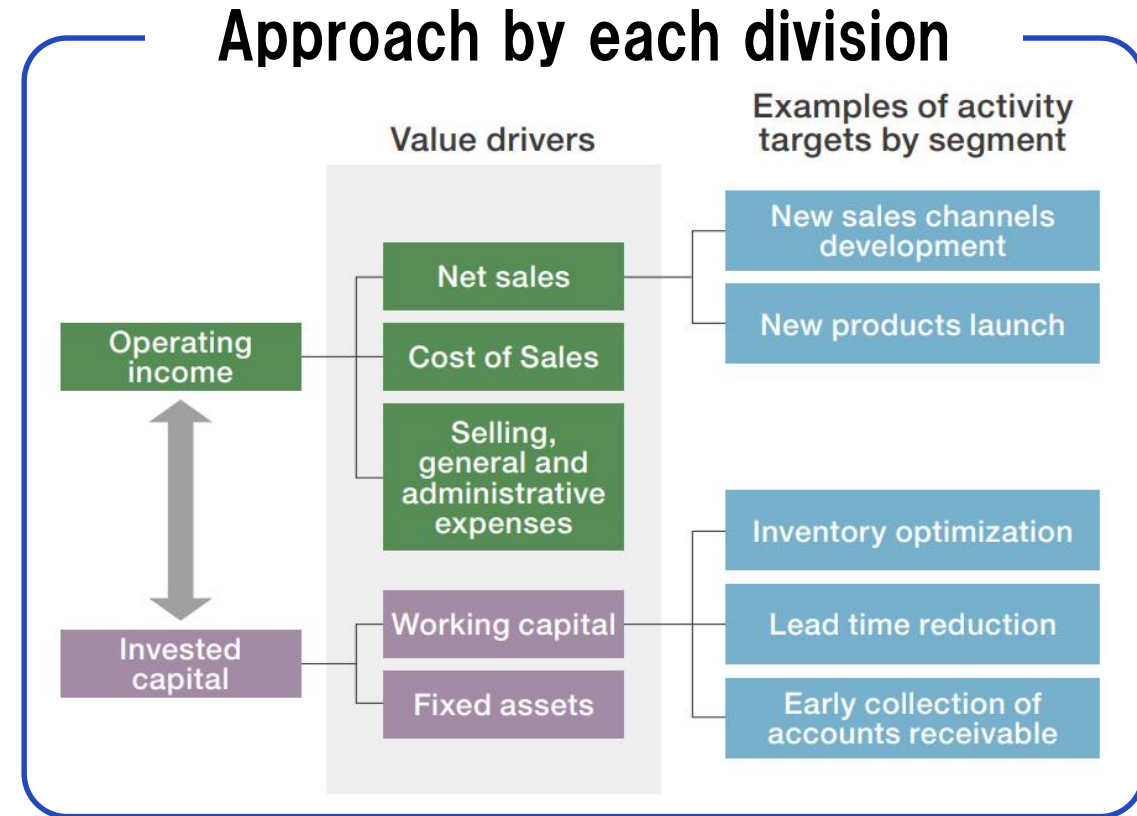 Approach by each division
Value drivers
Examples of activity
targets by segment
Operating
income
Net sales
Cost of Sales
Selling,
general and
administrative
expenses
New sales channels
development
New products launch
Invested
capital
Working capital
Fixed assets
Inventory optimization
Lead time reduction
Early collection of
accounts receivable